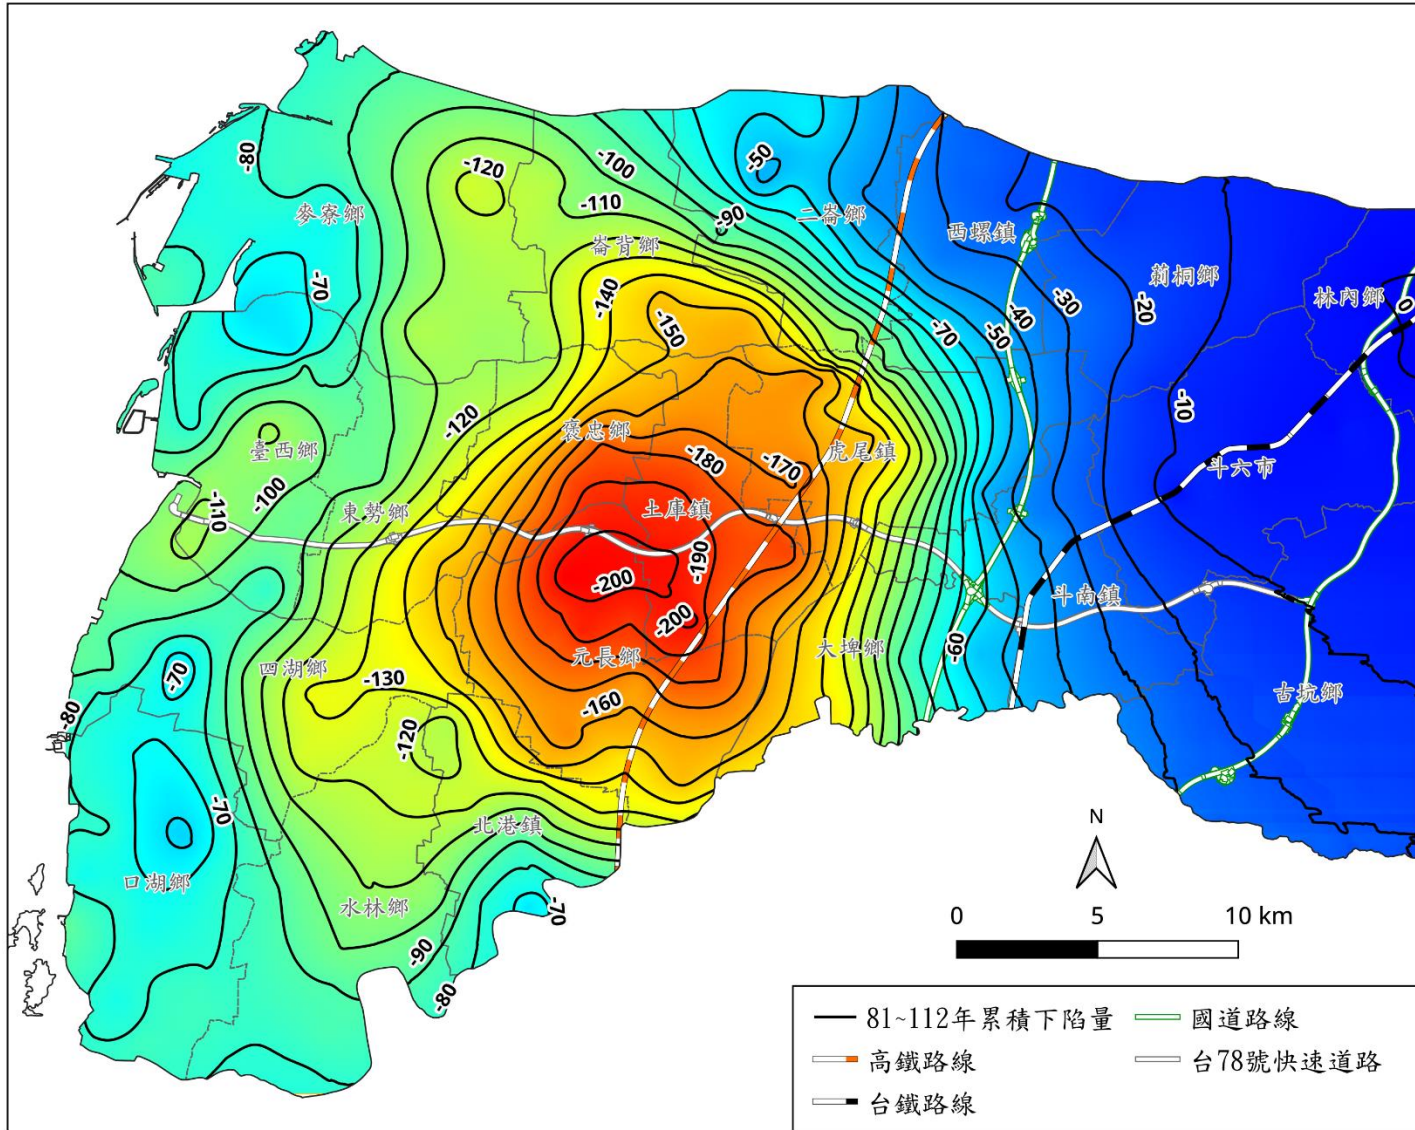 -80
-120
-100
-50
麥寮鄉
-110
-90
二崙鄉
西螺鎮
崙背鄉
莿桐鄉
-70
-140
-150
-70
-50
-40
-30
-20
林內鄉
0
-120
褒忠鄉
-180
-170
虎尾鎮
-10
臺西鄉
斗六市
-100
-110
東勢鄉
土庫鎮
-190
-200
-200
斗南鎮
-70
四湖鄉
-130
元長鄉
大埤鄉
-60
古坑鄉
-80
-120
-160
-70
北港鎮
口湖鄉
水林鄉
-70
-90
-80
N
0 5 10 km
81~112年累積下陷量
國道路線
高鐵路線
台78號快速道路
台鐵路線